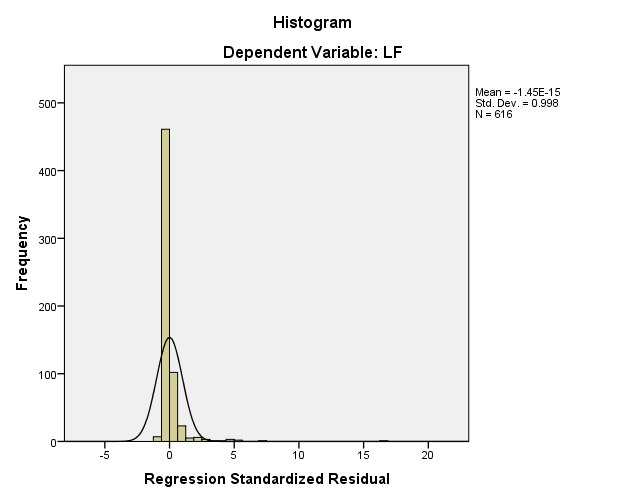 Histogram
Dependent Variable: LF
Mean = -1.45E-15
Std. Dev. = 0.998
N = 616
Frequency
500
400
300
200
100
0
-5 0 5 10 15 20
Regression Standardized Residual